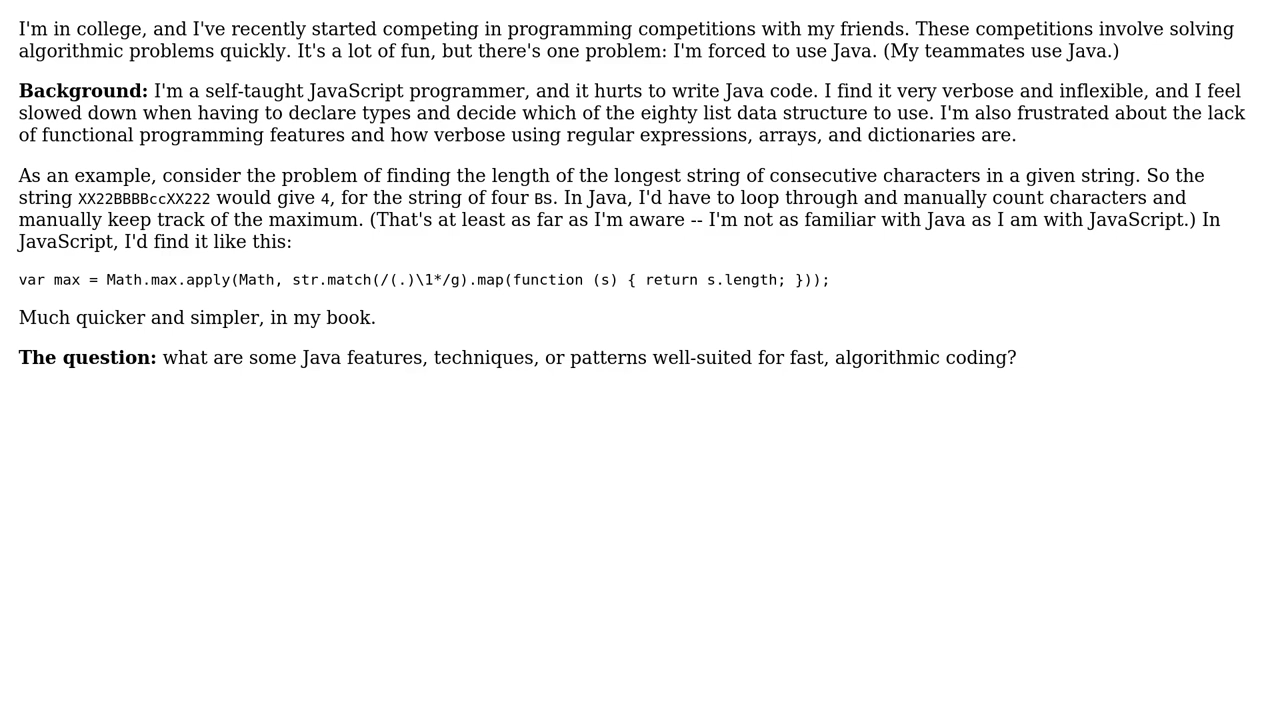 I'm in college, and I've recently started competing in programming competitions with my friends. These competitions involve solving
algorithmic problems quickly. It's a lot of fun, but there's one problem: I'm forced to use Java. (My teammates use Java.)
Background: I'm a self-taught JavaScript programmer, and it hurts to write Java code. I find it very verbose and inflexible, and I feel
slowed down when having to declare types and decide which of the eighty list data structure to use. I'm also frustrated about the lack
of functional programming features and how verbose using regular expressions, arrays, and dictionaries are.
As an example, consider the problem of finding the length of the longest string of consecutive characters in a given string. So the
string XX22BBBBccXX222 would give 4, for the string of four Bs. In Java, I'd have to loop through and manually count characters and
manually keep track of the maximum. (That's at least as far as I'm aware -- I'm not as familiar with Java as I am with JavaScript.) In
JavaScript, I'd find it like this:
var max = Math.max.apply(Math, str.match(/(.)\1*/g).map(function (s) { return s.length; }));
Much quicker and simpler, in my book.
The question: what are some Java features, techniques, or patterns well-suited for fast, algorithmic coding?